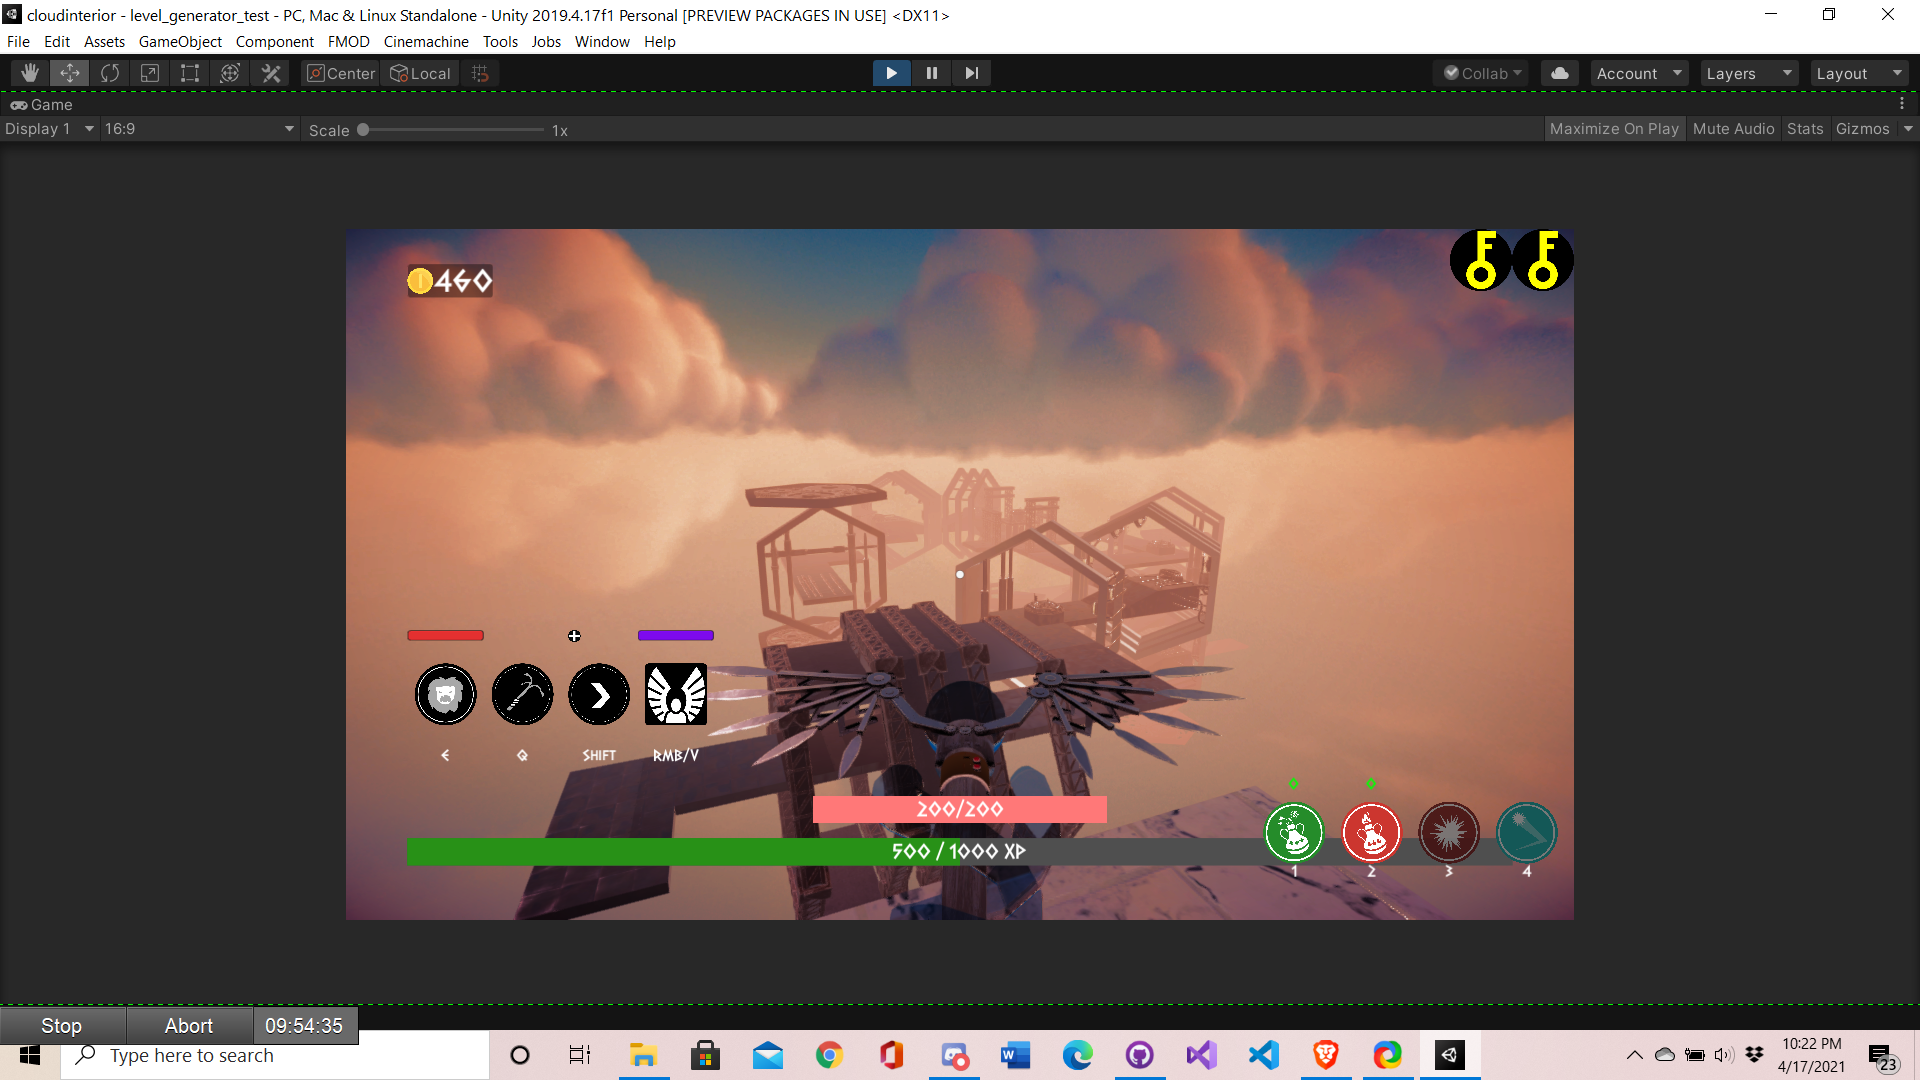 cloudinterior - level_generator_test - PC, Mac & Linux Standalone - Unity 2019.4.17f1 Personal [PREVIEW PACKAGES IN USE] <DX11>
File Edit Assets GameObject Component FMOD Cinemachine Tools Jobs Window Help
Center Local Collab Account Layers Layout
Game
Display 1 16:9 Scale 1x Maximize On Play Mute Audio Stats Gizmos
460
E Q SHIFT RMB/V
200/200
500 / 1000 XP
0 0
1 2 3 4
Stop Abort 09:54:35
Type here to search
10:22 PM
4/17/2021
23